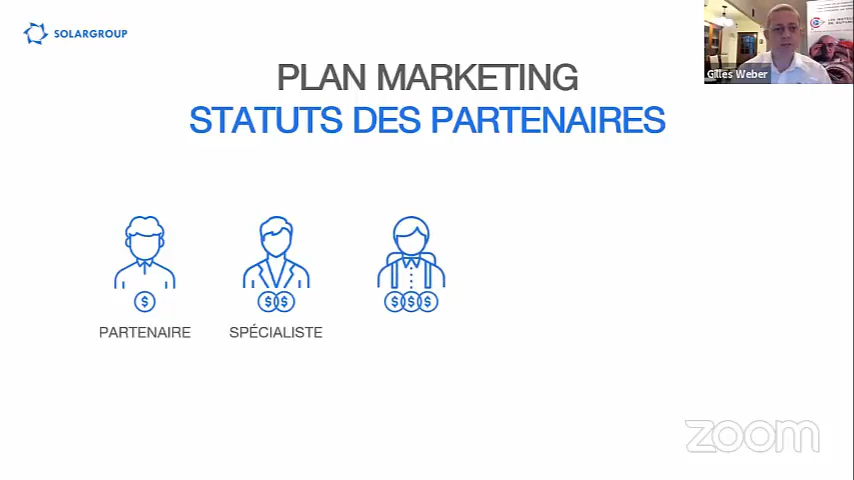 SOLARGROUP
Gilles Weber
PLAN MARKETING
STATUTS DES PARTENAIRES
$
$$
$$$
PARTENAIRE
SPÉCIALISTE
zoom